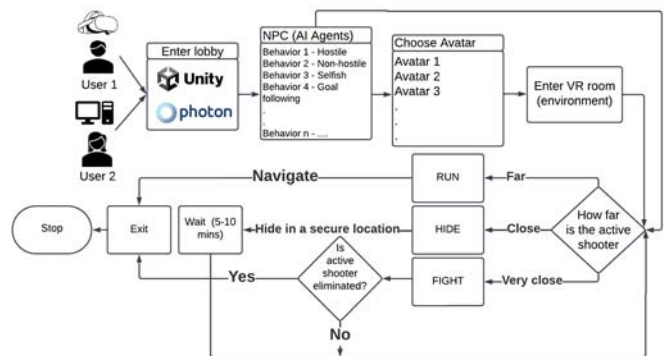 User 1
User 2
Enter lobby
Unity
photon
NPC (AI Agents)
Behavior 1 - Hostile
Behavior 2 - Non-hostile
Behavior 3 - Selfish
Behavior 4 - Goal
following
.
.
Behavior n - ....
Choose Avatar
Avatar 1
Avatar 2
Avatar 3
.
.
.
Enter VR room
(environment)
Navigate
RUN
Far
Stop
Exit
Wait (5-10
mins)
Hide in a secure location
HIDE
Close
How far
is the active
shooter
Is
active
shooter
eliminated?
Yes
FIGHT
Very close
No